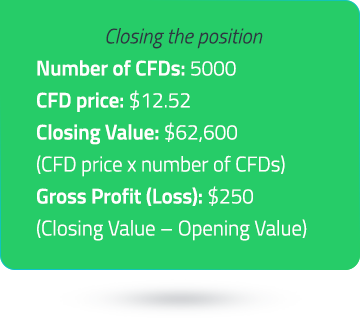 Closing the position
Number of CFDs: 5000
CFD price: $12.52
Closing Value: $62,600
(CFD price x number of CFDs)
Gross Profit (Loss): $250
(Closing Value – Opening Value)